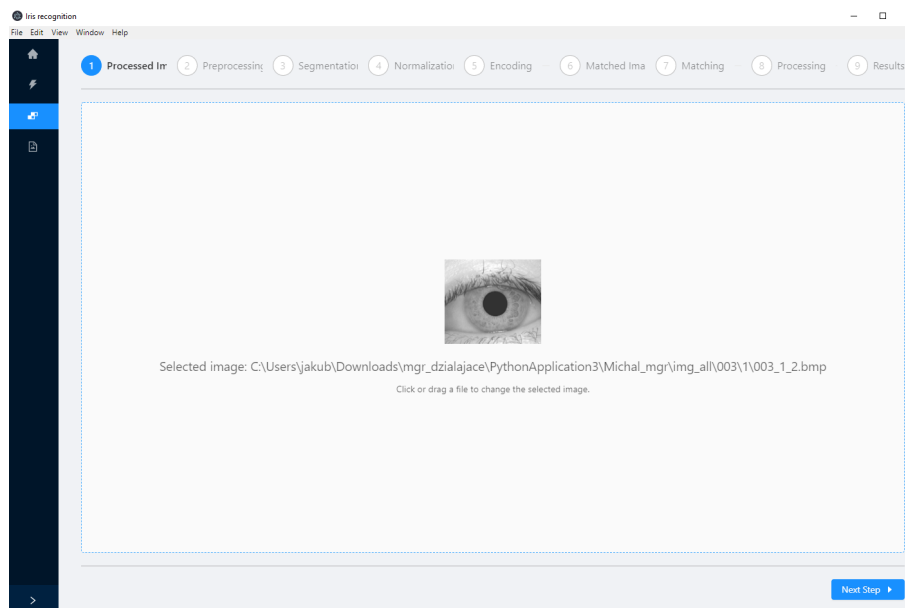 Iris recognition
File Edit View Window Help
1 Processed Im 2 Preprocessing 3 Segmentation 4 Normalizatio 5 Encoding 6 Matched Ima 7 Matching 8 Processing 9 Results
Selected image: C:\Users\jakub\Downloads\mgr_dzialajace\PythonApplication3\Michal_mgr\img_all\003\1\003_1_2.bmp
Click or drag a file to change the selected image.
Next Step